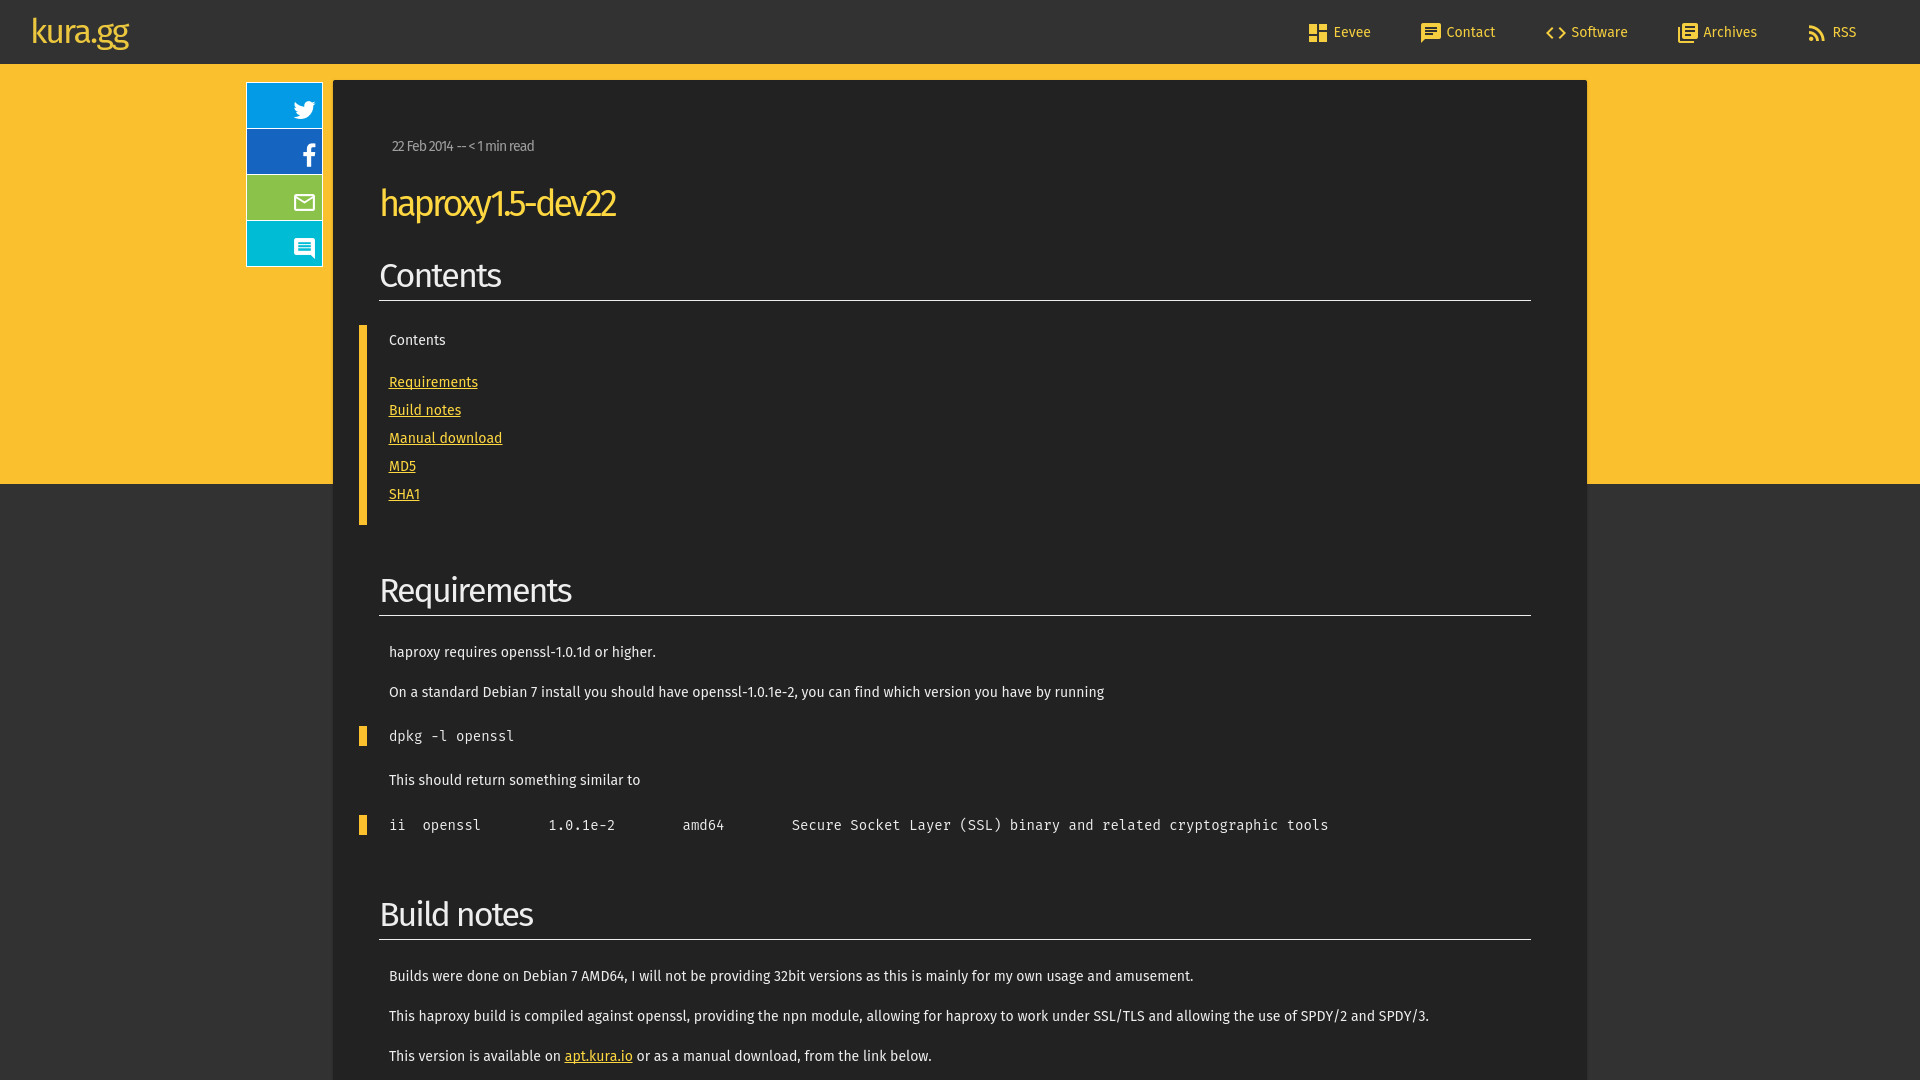 kura.gg
Eevee
Contact
Software
Archives
RSS
22 Feb 2014 -- < 1 min read
haproxy1.5-dev22
Contents
Contents
Requirements
Build notes
Manual download
MD5
SHA1
Requirements
haproxy requires openssl-1.0.1d or higher.
On a standard Debian 7 install you should have openssl-1.0.1e-2, you can find which version you have by running
dpkg -l openssl
This should return something similar to
ii  openssl        1.0.1e-2        amd64        Secure Socket Layer (SSL) binary and related cryptographic tools
Build notes
Builds were done on Debian 7 AMD64, I will not be providing 32bit versions as this is mainly for my own usage and amusement.
This haproxy build is compiled against openssl, providing the npn module, allowing for haproxy to work under SSL/TLS and allowing the use of SPDY/2 and SPDY/3.
This version is available on apt.kura.io or as a manual download, from the link below.